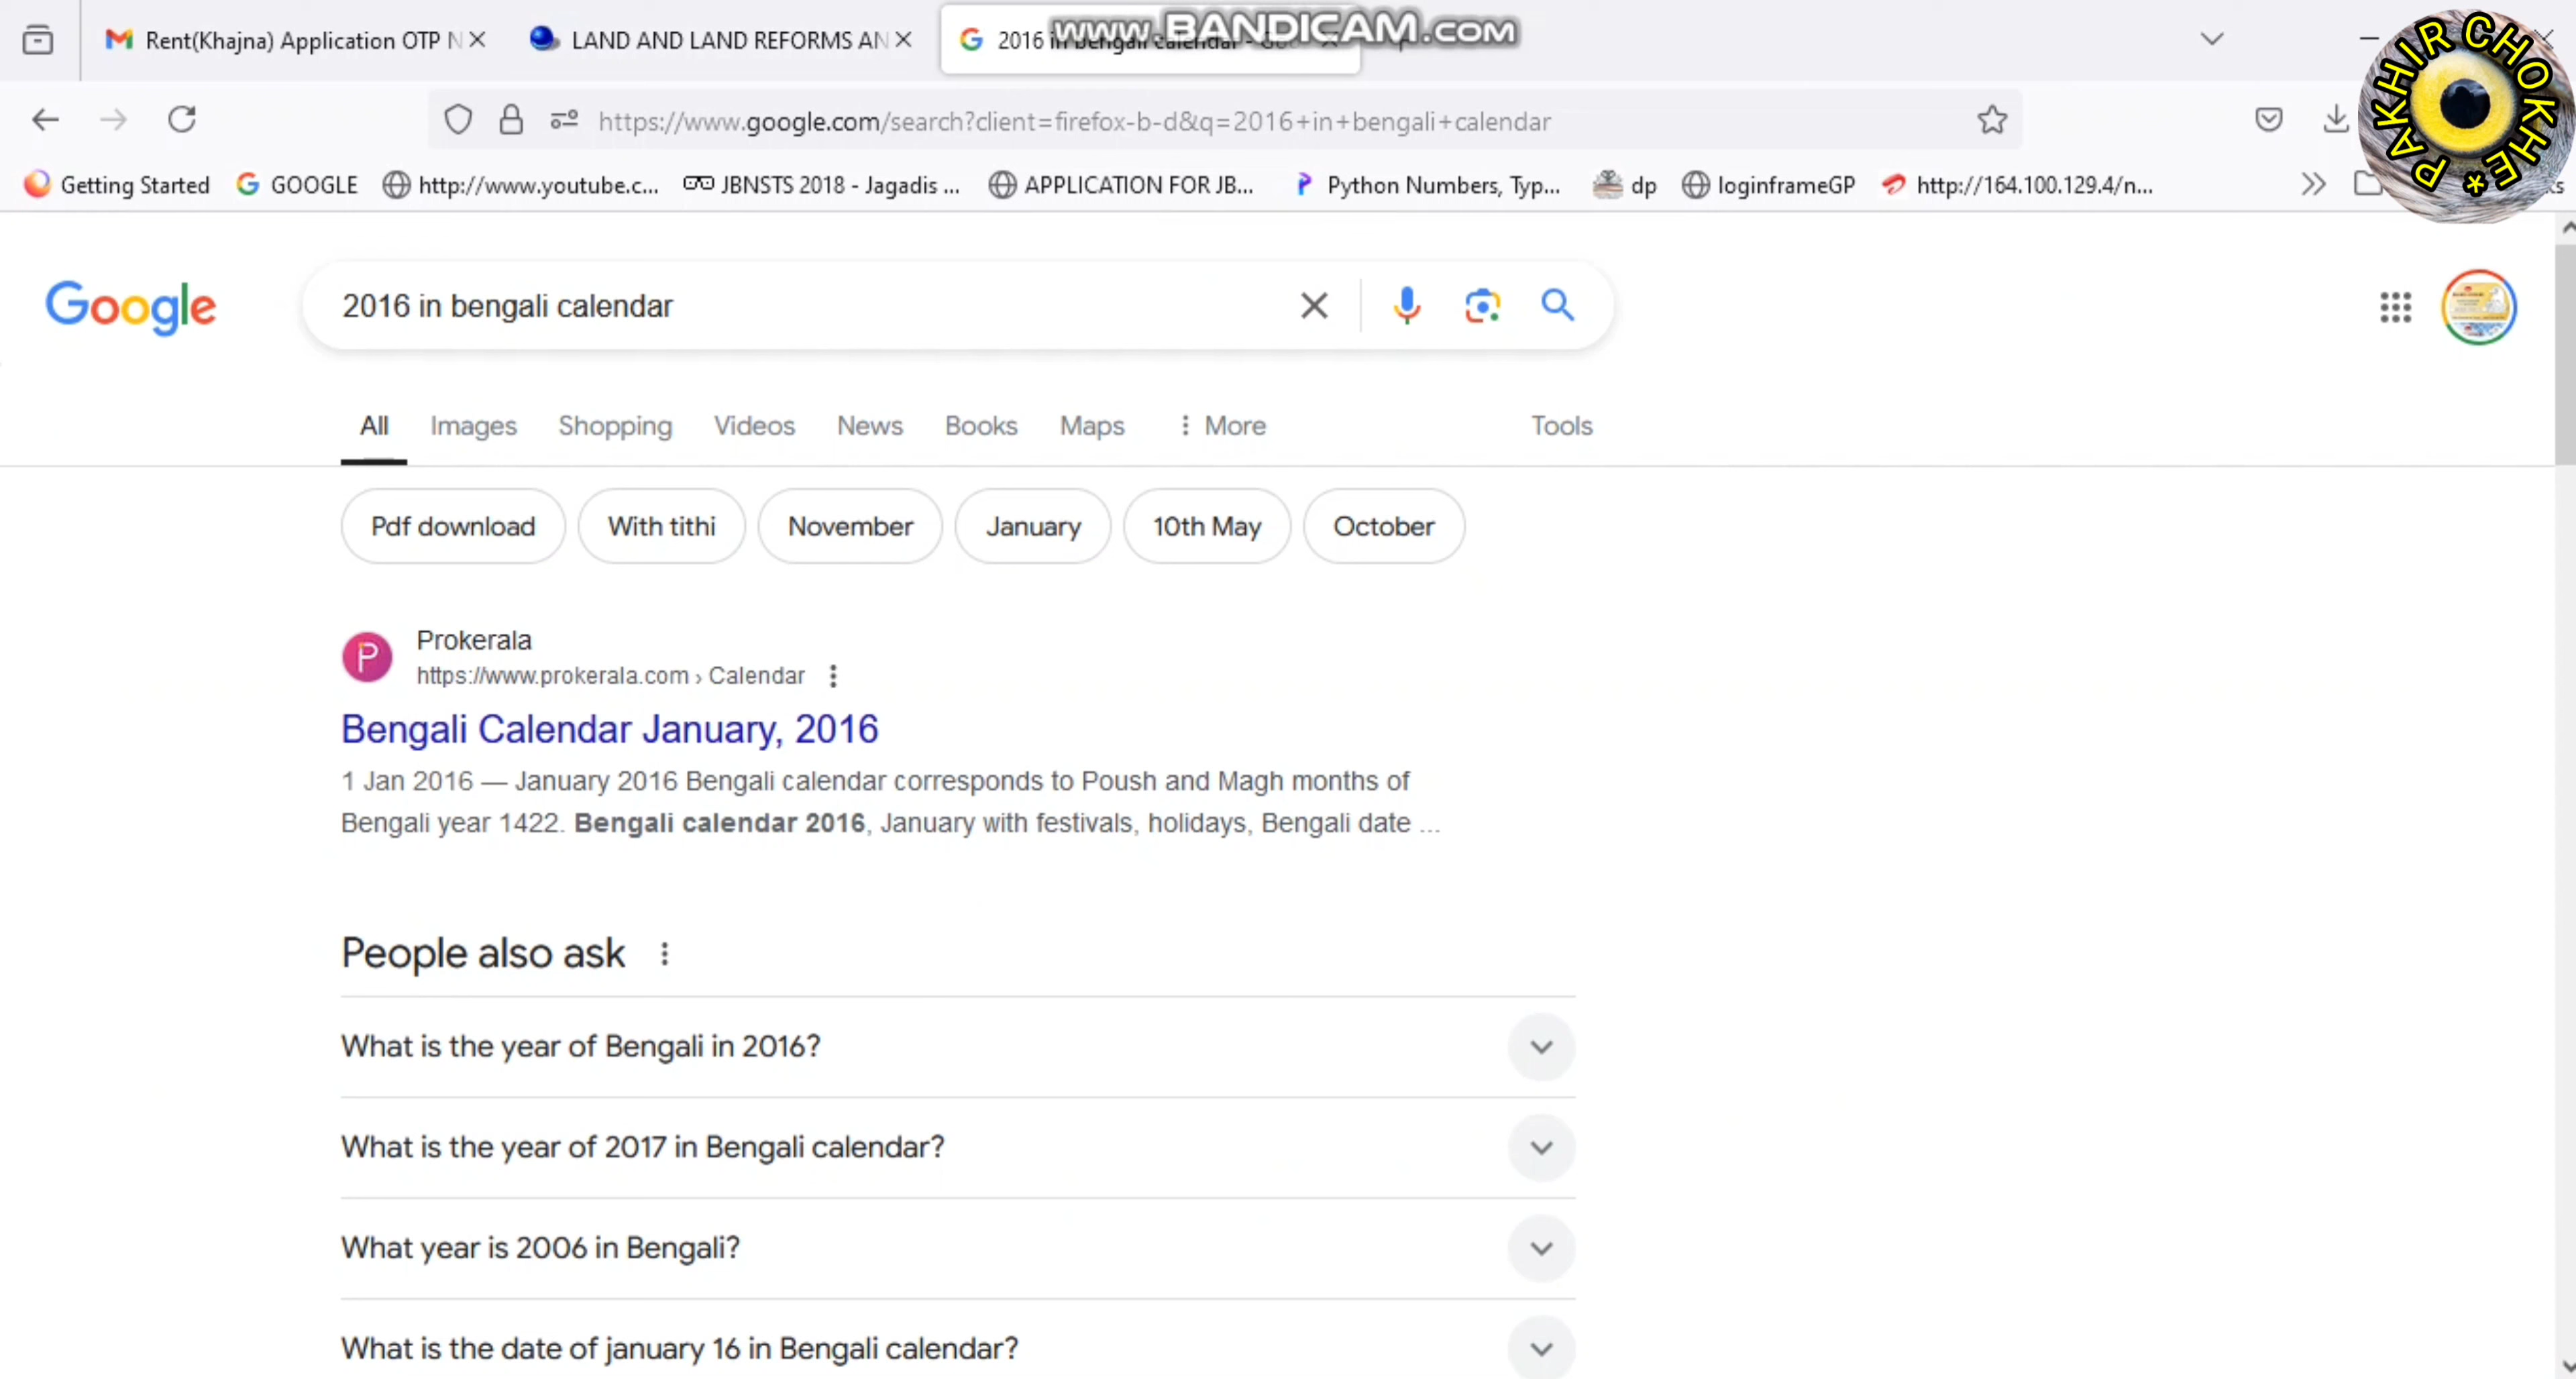 www.BANDICAM.com
Rent(Khajna) Application OTP N
LAND AND LAND REFORMS AN
2016 in bengali calendar - Goo
https://www.google.com/search?client=firefox-b-d&q=2016+in+bengali+calendar
PAKHIR CHOKHE *
Getting Started
GOOGLE
http://www.youtube.c...
JBNSTS 2018 - Jagadis ...
APPLICATION FOR JB...
Python Numbers, Typ...
dp
loginframeGP
http://164.100.129.4/n...
Google
2016 in bengali calendar
All Images Shopping Videos News Books Maps More Tools
Pdf download With tithi November January 10th May October
P
Prokerala
https://www.prokerala.com › Calendar
Bengali Calendar January, 2016
1 Jan 2016 — January 2016 Bengali calendar corresponds to Poush and Magh months of
Bengali year 1422. Bengali calendar 2016, January with festivals, holidays, Bengali date ...
People also ask
What is the year of Bengali in 2016?
What is the year of 2017 in Bengali calendar?
What year is 2006 in Bengali?
What is the date of january 16 in Bengali calendar?